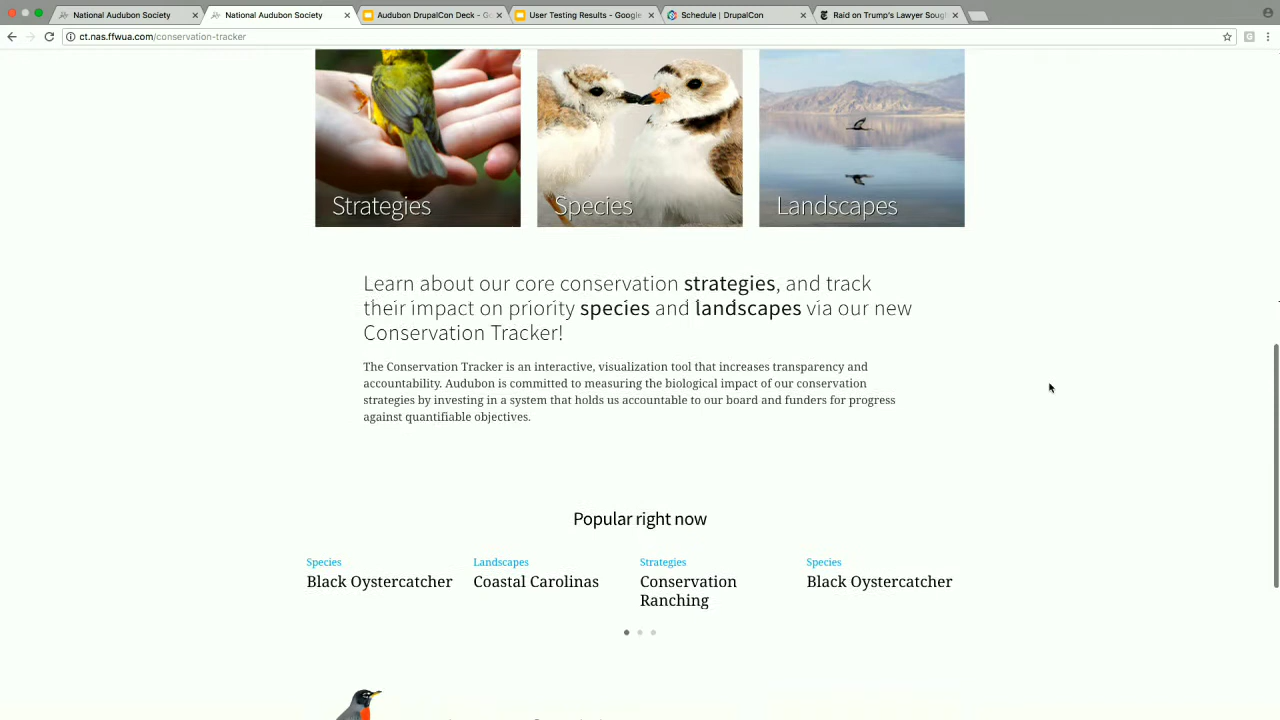 National Audubon Society
National Audubon Society
Audubon DrupalCon Deck - G
User Testing Results - Google
Schedule | DrupalCon
Raid on Trump's Lawyer Soug
ct.nas.ffwua.com/conservation-tracker
Strategies
Species
Landscapes
Learn about our core conservation strategies, and track
their impact on priority species and landscapes via our new
Conservation Tracker!
The Conservation Tracker is an interactive, visualization tool that increases transparency and
accountability. Audubon is committed to measuring the biological impact of our conservation
strategies by investing in a system that holds us accountable to our board and funders for progress
against quantifiable objectives.
Popular right now
Species
Black Oystercatcher
Landscapes
Coastal Carolinas
Strategies
Conservation
Ranching
Species
Black Oystercatcher